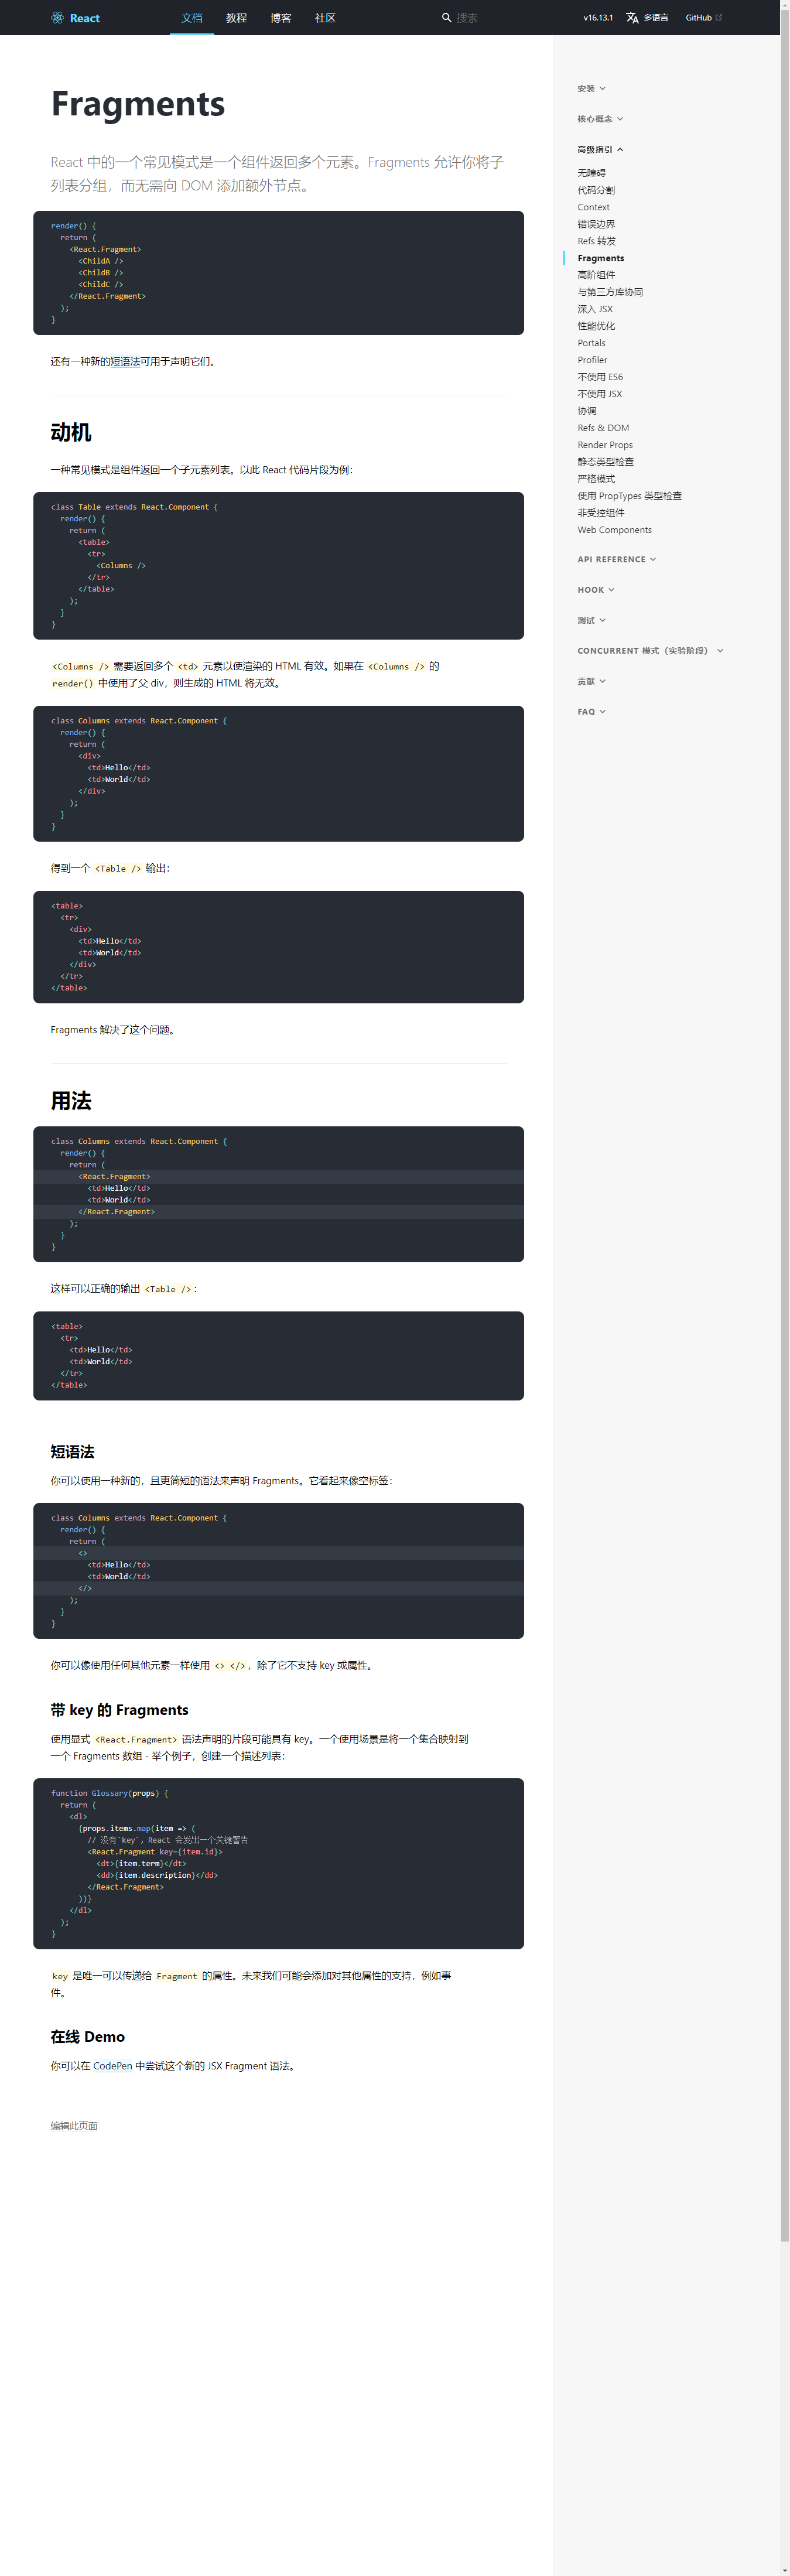 React
文档
教程
博客
社区
搜索
v16.13.1
多语言
GitHub
Fragments
React 中的一个常见模式是一个组件返回多个元素。Fragments 允许你将子
列表分组，而无需向 DOM 添加额外节点。
render() {
  return (
    <React.Fragment>
      <ChildA />
      <ChildB />
      <ChildC />
    </React.Fragment>
  );
}
还有一种新的短语法可用于声明它们。
动机
一种常见模式是组件返回一个子元素列表。以此 React 代码片段为例：
class Table extends React.Component {
  render() {
    return (
      <table>
        <tr>
          <Columns />
        </tr>
      </table>
    );
  }
}
<Columns /> 需要返回多个 <td> 元素以使渲染的 HTML 有效。如果在 <Columns /> 的
render() 中使用了父 div，则生成的 HTML 将无效。
class Columns extends React.Component {
  render() {
    return (
      <div>
        <td>Hello</td>
        <td>World</td>
      </div>
    );
  }
}
得到一个 <Table /> 输出：
<table>
  <tr>
    <div>
      <td>Hello</td>
      <td>World</td>
    </div>
  </tr>
</table>
Fragments 解决了这个问题。
用法
class Columns extends React.Component {
  render() {
    return (
      <React.Fragment>
        <td>Hello</td>
        <td>World</td>
      </React.Fragment>
    );
  }
}
这样可以正确的输出 <Table />：
<table>
  <tr>
    <td>Hello</td>
    <td>World</td>
  </tr>
</table>
短语法
你可以使用一种新的，且更简短的语法来声明 Fragments。它看起来像空标签：
class Columns extends React.Component {
  render() {
    return (
      <>
        <td>Hello</td>
        <td>World</td>
      </>
    );
  }
}
你可以像使用任何其他元素一样使用 <> </>，除了它不支持 key 或属性。
带 key 的 Fragments
使用显式 <React.Fragment> 语法声明的片段可能具有 key。一个使用场景是将一个集合映射到
一个 Fragments 数组 - 举个例子，创建一个描述列表：
function Glossary(props) {
  return (
    <dl>
      {props.items.map(item => (
        // 没有`key`，React 会发出一个关键警告
        <React.Fragment key={item.id}>
          <dt>{item.term}</dt>
          <dd>{item.description}</dd>
        </React.Fragment>
      ))}
    </dl>
  );
}
key 是唯一可以传递给 Fragment 的属性。未来我们可能会添加对其他属性的支持，例如事
件。
在线 Demo
你可以在 CodePen 中尝试这个新的 JSX Fragment 语法。
编辑此页面
安装
核心概念
高级指引
无障碍
代码分割
Context
错误边界
Refs 转发
Fragments
高阶组件
与第三方库协同
深入 JSX
性能优化
Portals
Profiler
不使用 ES6
不使用 JSX
协调
Refs & DOM
Render Props
静态类型检查
严格模式
使用 PropTypes 类型检查
非受控组件
Web Components
API REFERENCE
HOOK
测试
CONCURRENT 模式（实验阶段）
贡献
FAQ